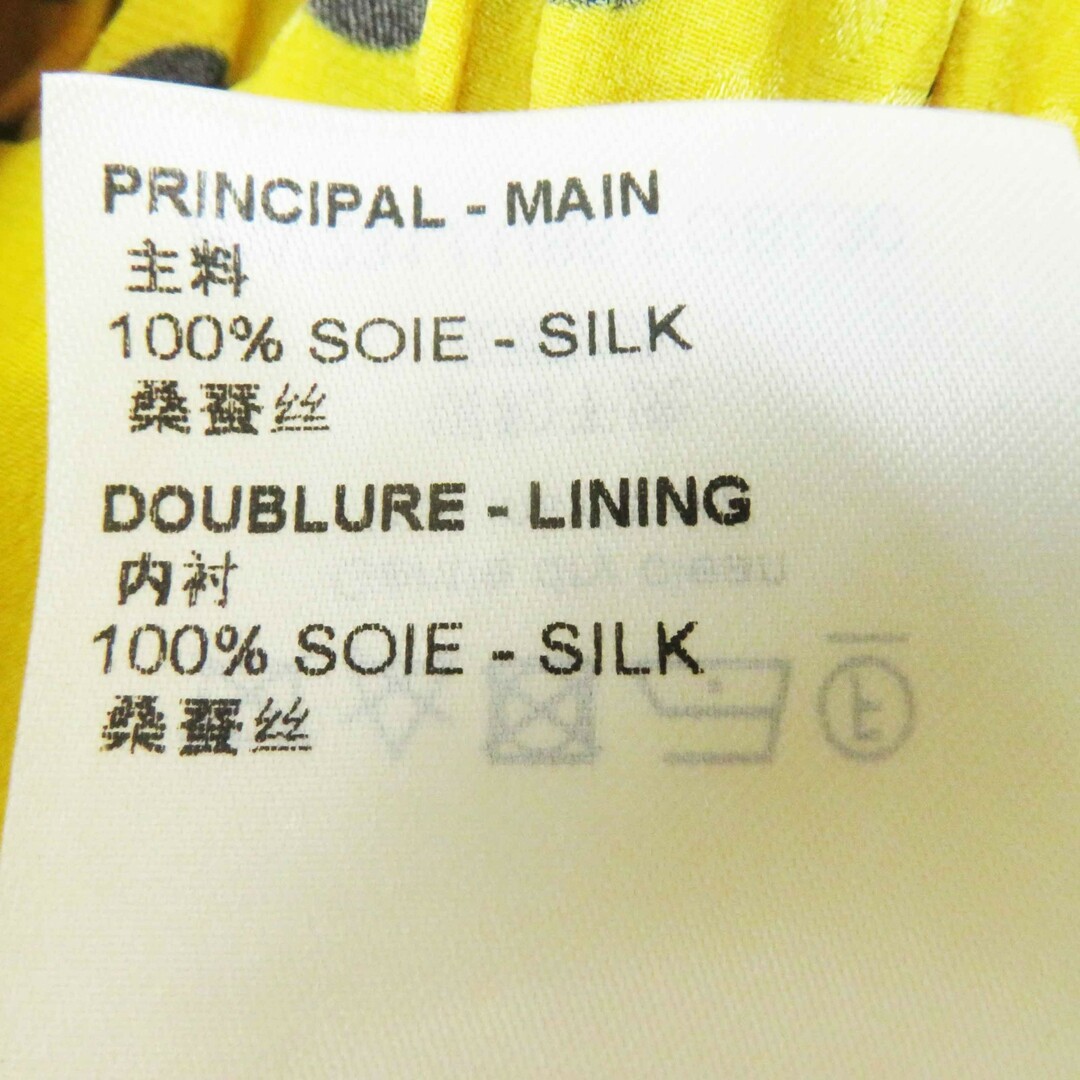 PRINCIPAL - MAIN
主料
100% SOIE - SILK
桑蚕丝
DOUBLURE - LINING
内衬
100% SOIE - SILK
桑蚕丝